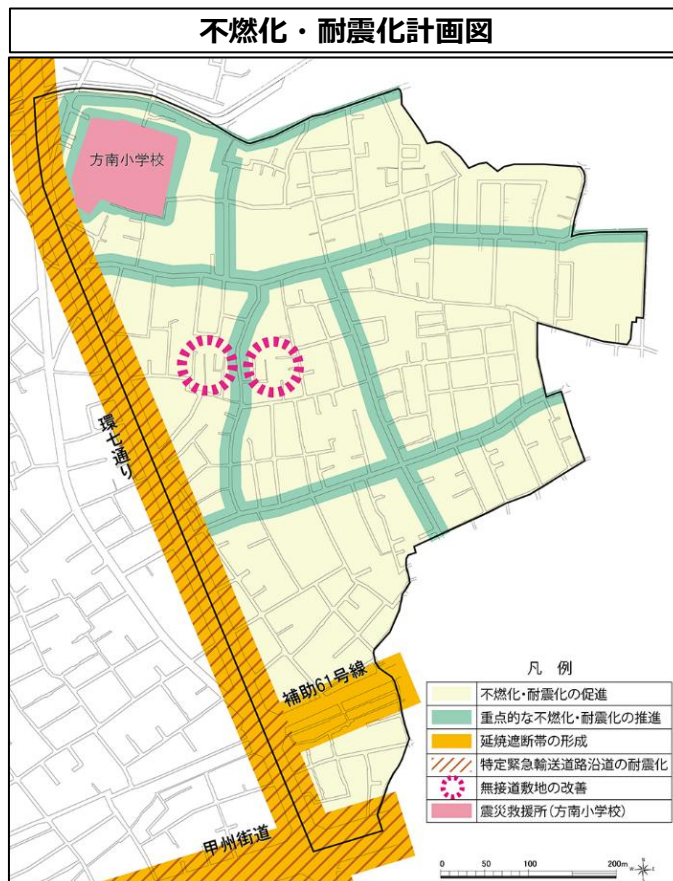 不燃化・耐震化計画図
方南小学校
環七通り
補助61号線
甲州街道
凡 例
不燃化・耐震化の促進
重点的な不燃化・耐震化の推進
延焼遮断帯の形成
特定緊急輸送道路沿道の耐震化
無接道敷地の改善
震災救援所(方南小学校)
0 50 100 200m